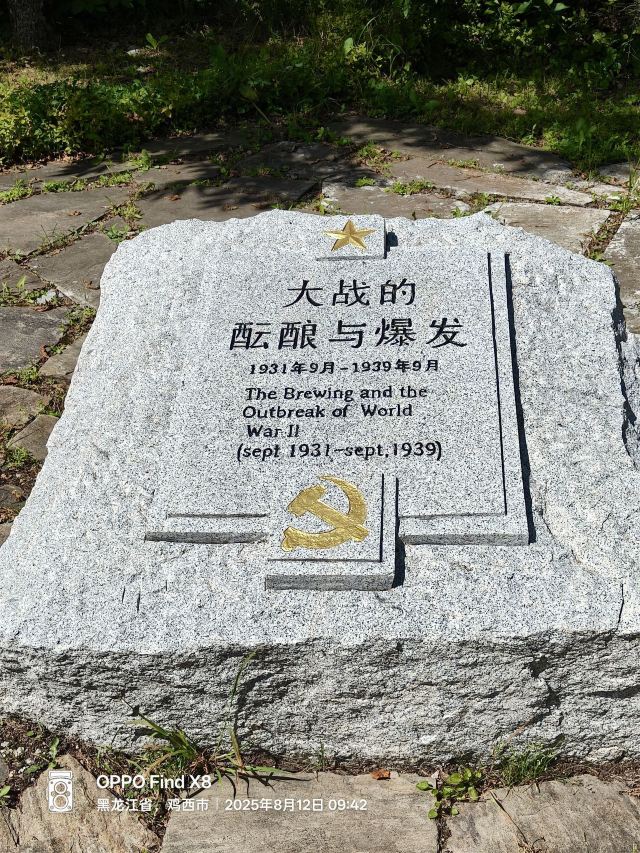 大战的
酝酿与爆发
1931年9月-1939年9月
The Brewing and the
Outbreak of World
War II
(sept 1931-sept,1939)
OPPO Find X8
黑龙江省，鸡西市 | 2025年8月12日 09:42